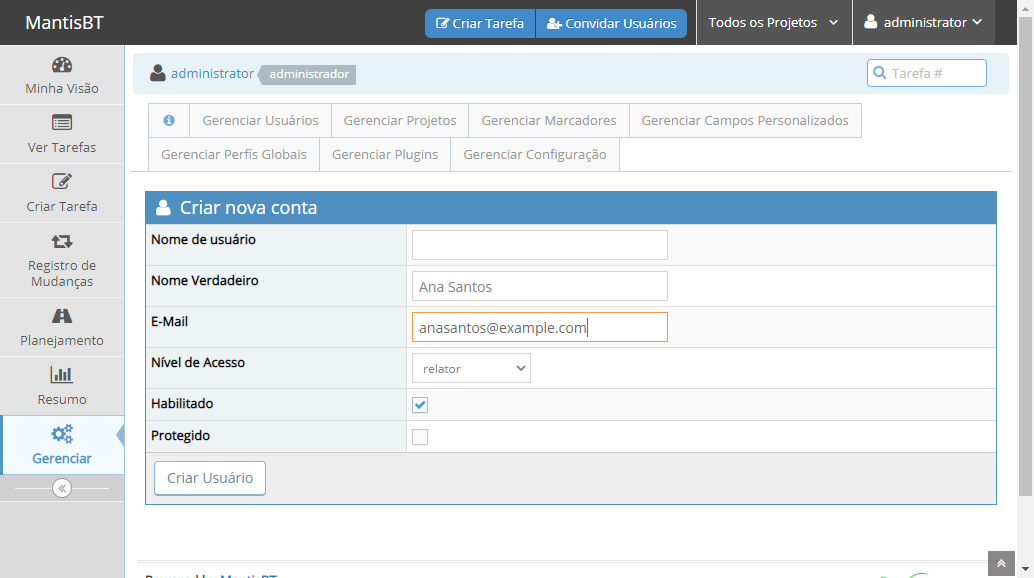 MantisBT
Criar Tarefa
Convidar Usuários
Todos os Projetos
administrator
Minha Visão
Ver Tarefas
Criar Tarefa
Registro de
Mudanças
Planejamento
Resumo
Gerenciar
administrator
administrador
Tarefa #
Gerenciar Usuários
Gerenciar Projetos
Gerenciar Marcadores
Gerenciar Campos Personalizados
Gerenciar Perfís Globais
Gerenciar Plugins
Gerenciar Configuração
Criar nova conta
Nome de usuário
Nome Verdadeiro
Ana Santos
E-Mail
anasantos@example.com
Nível de Acesso
relator
Habilitado
Protegido
Criar Usuário
Powered by MantisBT